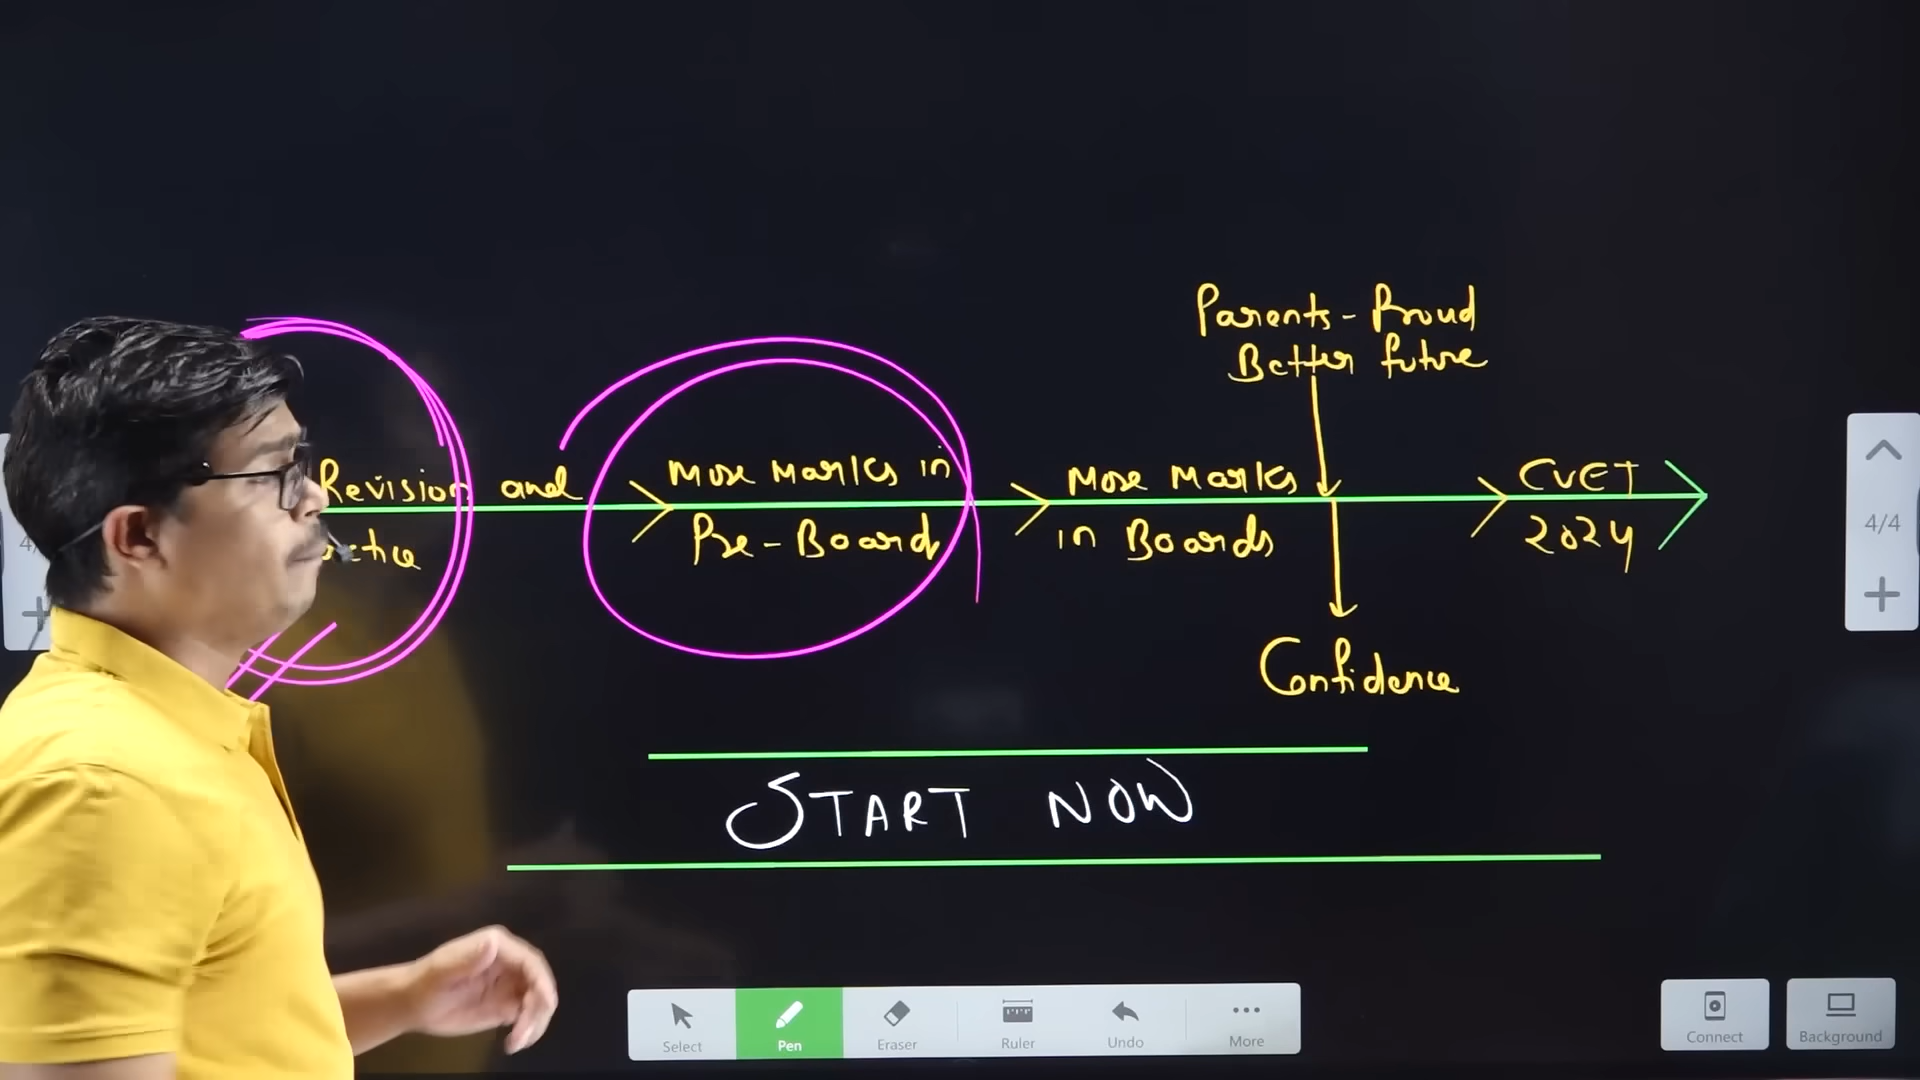 Parents - Proud
Better future
Revision and
More Marks in
More Marks
CUET
Pre-Board
in Boards
2024
Confidence
START NOW
4/4
Select
Pen
Eraser
Ruler
Undo
More
Connect
Background